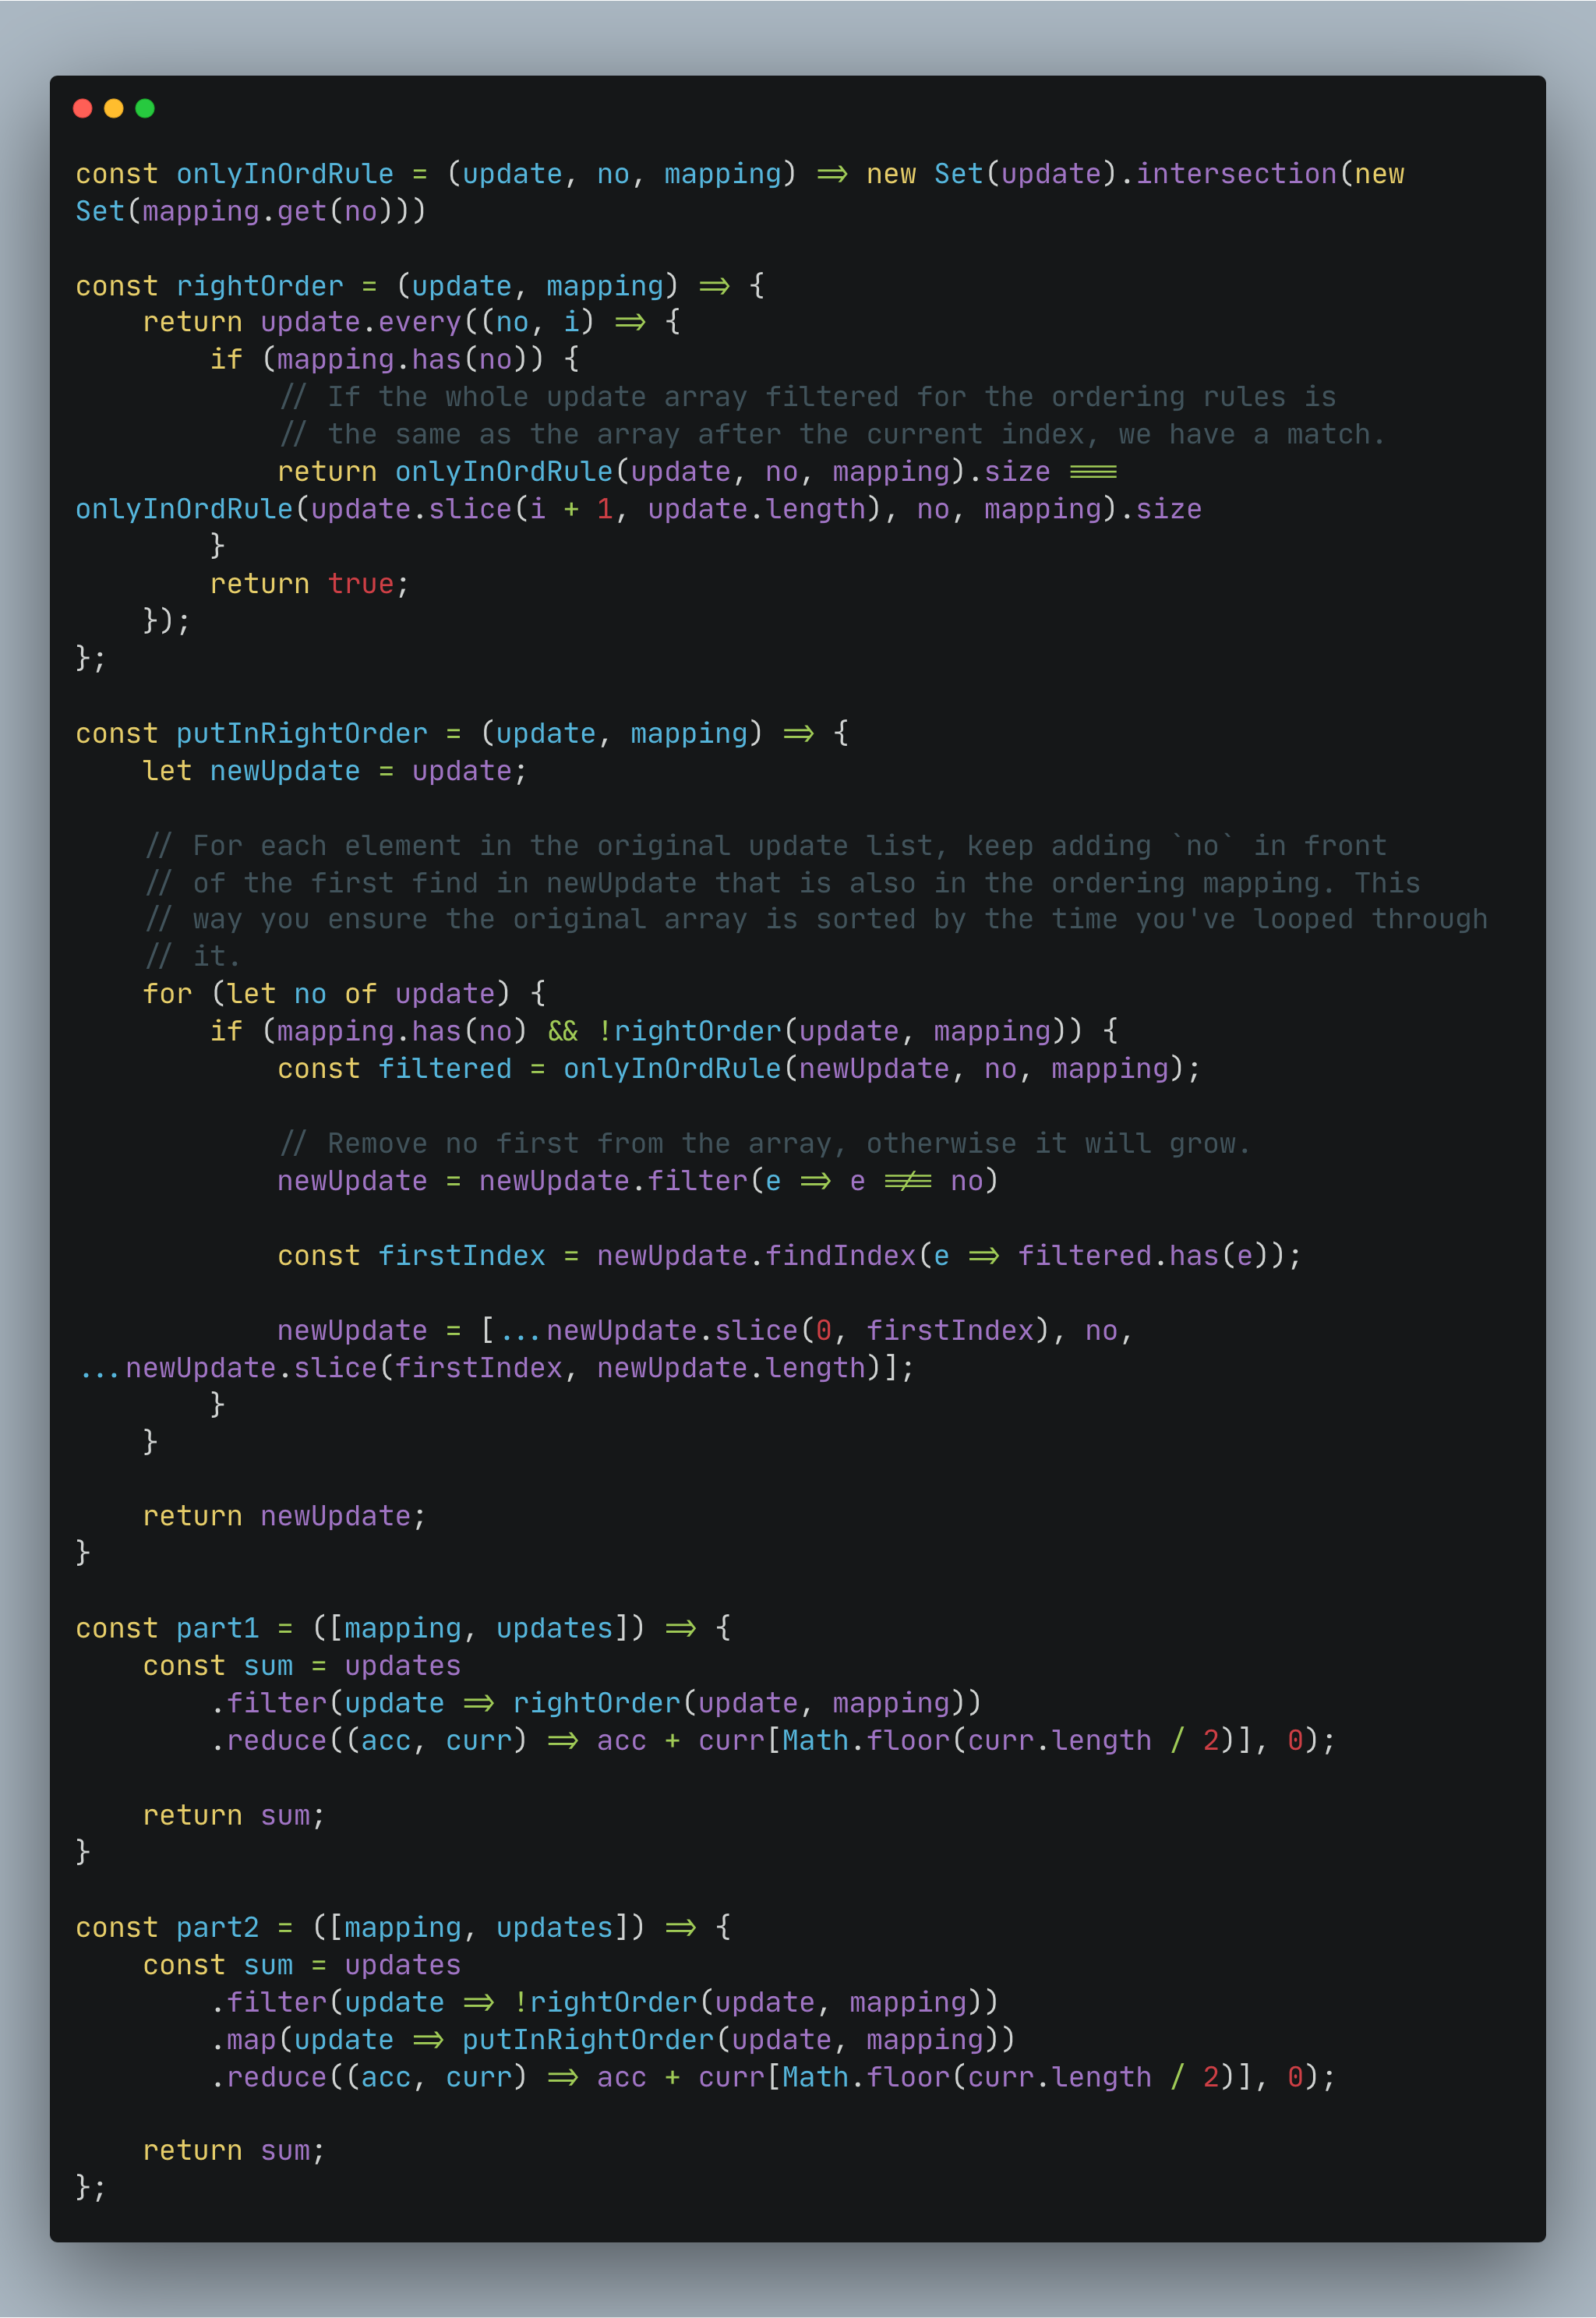 const onlyInOrdRule = (update, no, mapping) => new Set(update).intersection(new
Set(mapping.get(no)))

const rightOrder = (update, mapping) => {
    return update.every((no, i) => {
        if (mapping.has(no)) {
            // If the whole update array filtered for the ordering rules is
            // the same as the array after the current index, we have a match.
            return onlyInOrdRule(update, no, mapping).size ===
onlyInOrdRule(update.slice(i + 1, update.length), no, mapping).size
        }
        return true;
    });
};

const putInRightOrder = (update, mapping) => {
    let newUpdate = update;

    // For each element in the original update list, keep adding `no` in front
    // of the first find in newUpdate that is also in the ordering mapping. This
    // way you ensure the original array is sorted by the time you've looped through
    // it.
    for (let no of update) {
        if (mapping.has(no) && !rightOrder(update, mapping)) {
            const filtered = onlyInOrdRule(newUpdate, no, mapping);

            // Remove no first from the array, otherwise it will grow.
            newUpdate = newUpdate.filter(e => e !== no)

            const firstIndex = newUpdate.findIndex(e => filtered.has(e));

            newUpdate = [...newUpdate.slice(0, firstIndex), no,
...newUpdate.slice(firstIndex, newUpdate.length)];
        }
    }

    return newUpdate;
}

const part1 = ([mapping, updates]) => {
    const sum = updates
        .filter(update => rightOrder(update, mapping))
        .reduce((acc, curr) => acc + curr[Math.floor(curr.length / 2)], 0);

    return sum;
}

const part2 = ([mapping, updates]) => {
    const sum = updates
        .filter(update => !rightOrder(update, mapping))
        .map(update => putInRightOrder(update, mapping))
        .reduce((acc, curr) => acc + curr[Math.floor(curr.length / 2)], 0);

    return sum;
};